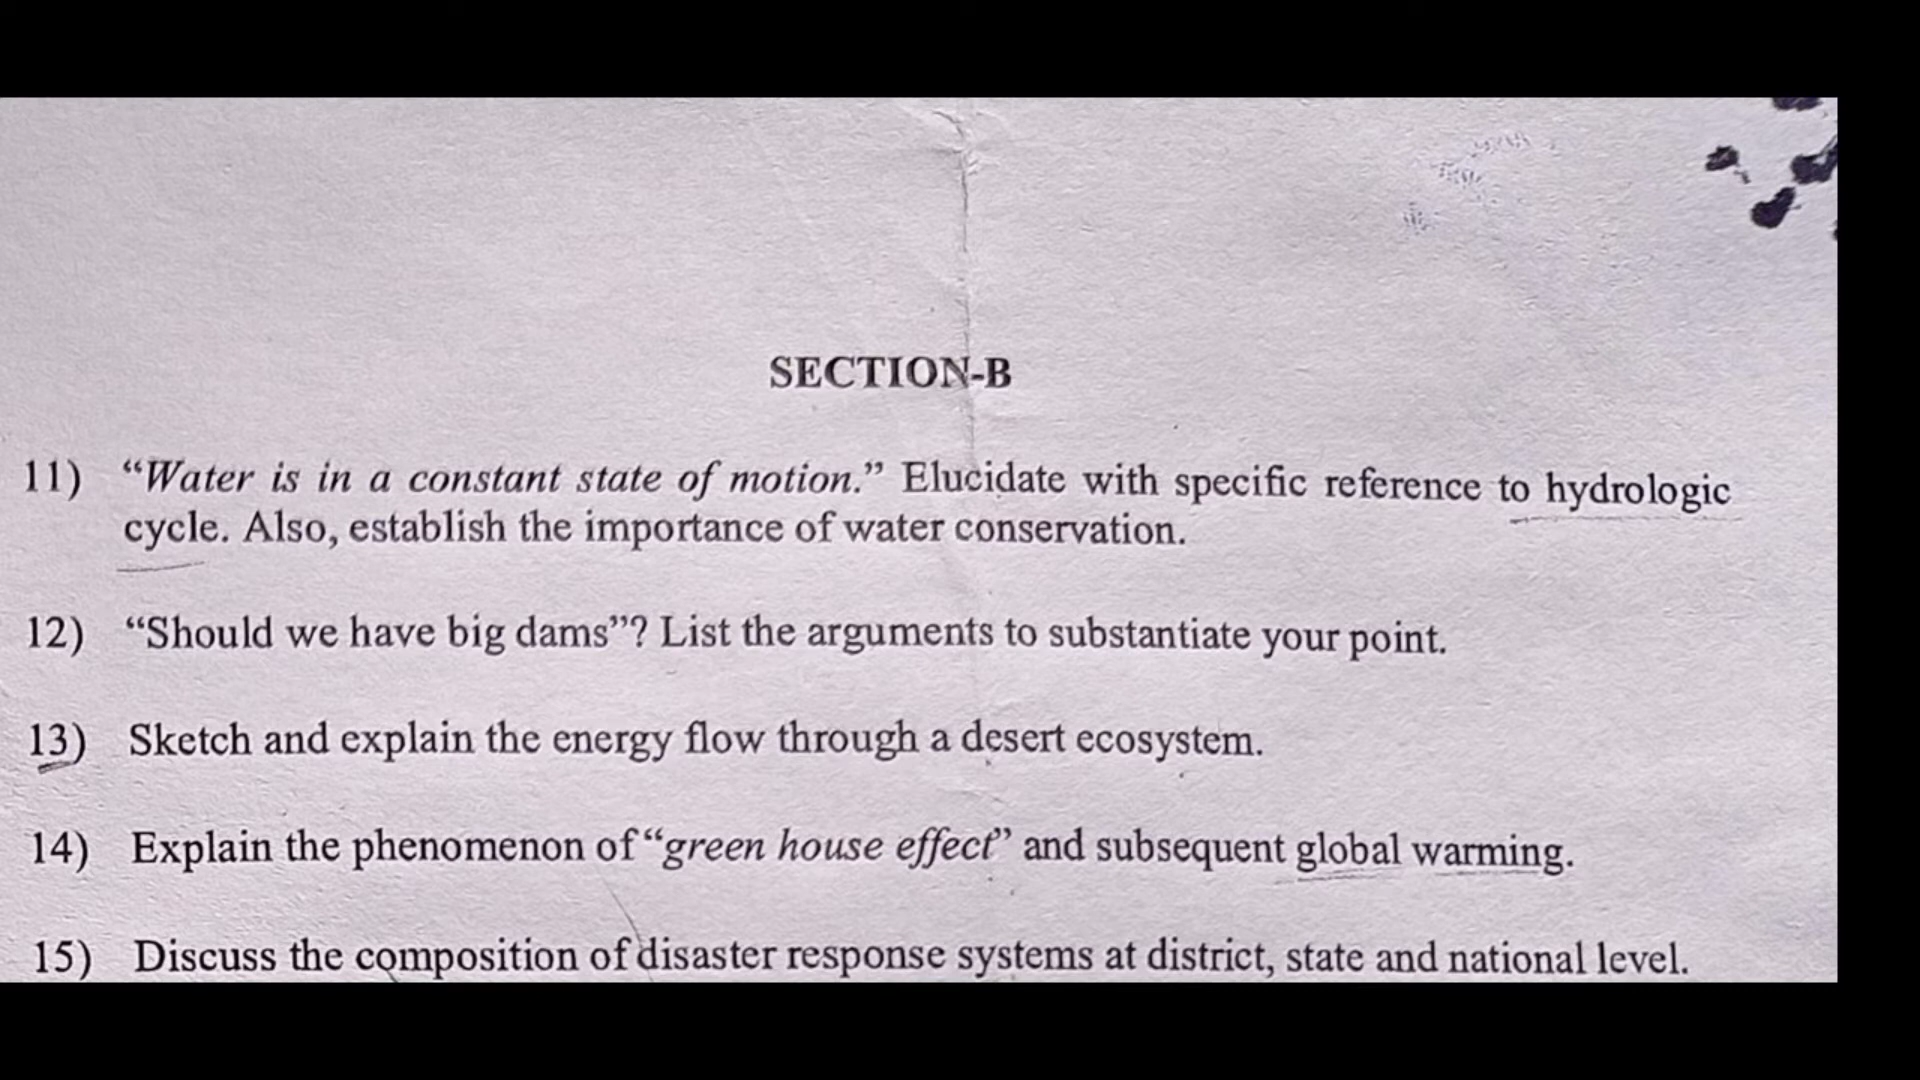 SECTION-B
11) “Water is in a constant state of motion.” Elucidate with specific reference to hydrologic
cycle. Also, establish the importance of water conservation.
12) “Should we have big dams”? List the arguments to substantiate your point.
13) Sketch and explain the energy flow through a desert ecosystem.
14) Explain the phenomenon of “green house effect” and subsequent global warming.
15) Discuss the composition of disaster response systems at district, state and national level.